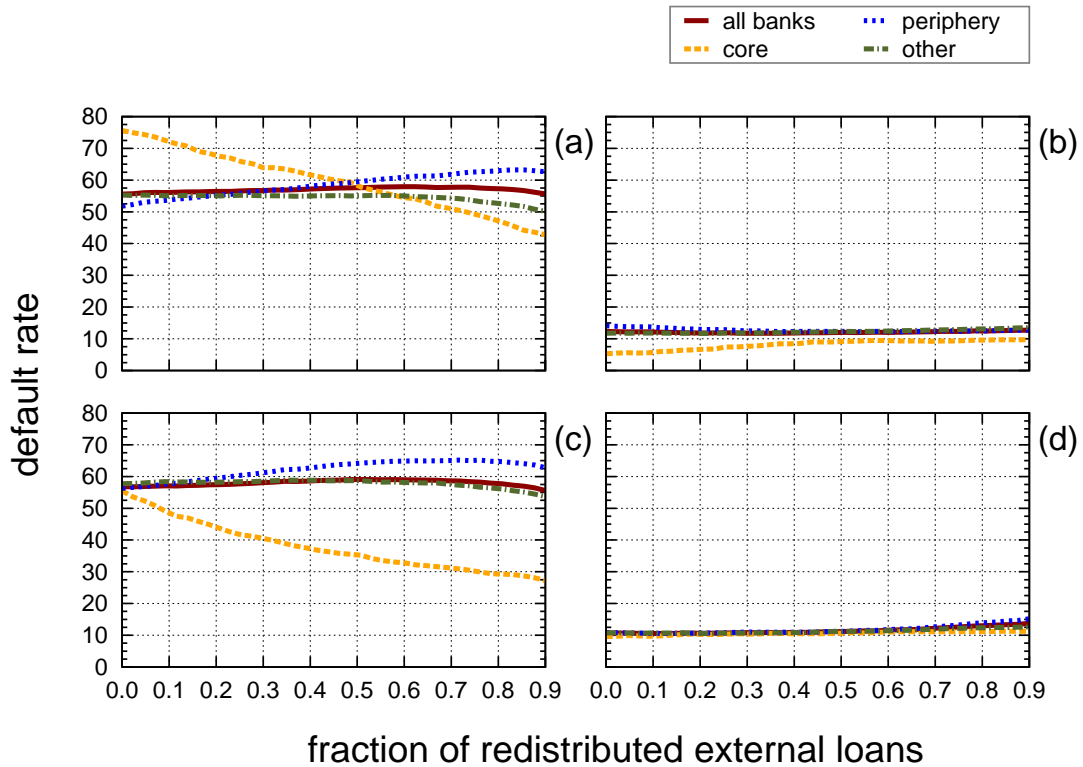 all banks periphery
core other
80
70
60
50
40
30
20
10
0
(a)
(b)
80
70
60
50
40
30
20
10
0
(c)
(d)
0.0 0.1 0.2 0.3 0.4 0.5 0.6 0.7 0.8 0.9
0.0 0.1 0.2 0.3 0.4 0.5 0.6 0.7 0.8 0.9
default rate
fraction of redistributed external loans